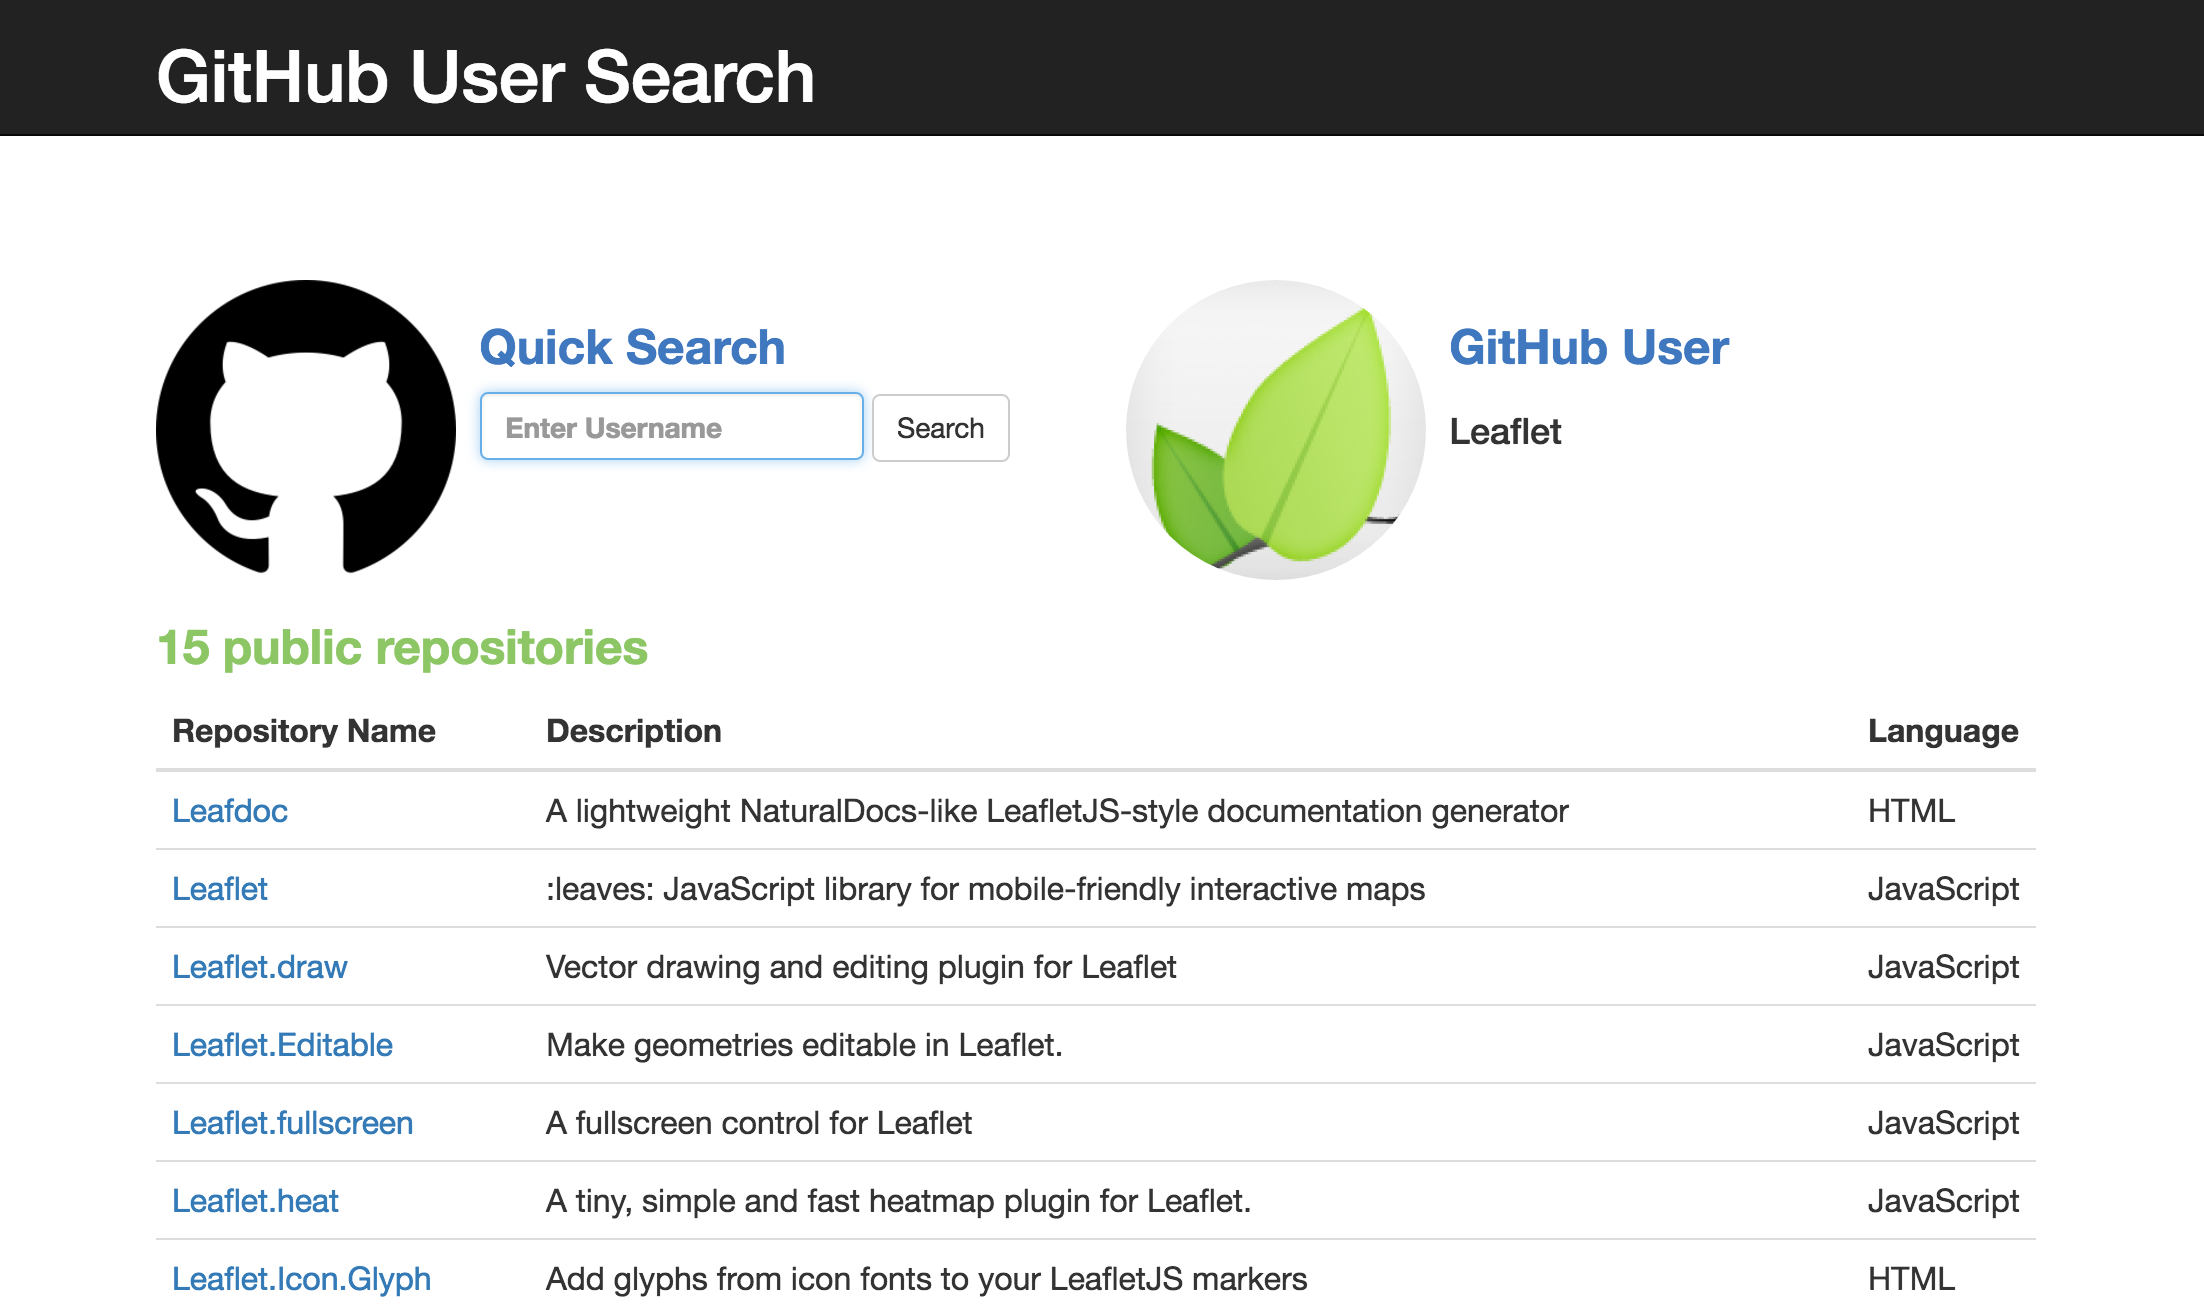 GitHub User Search
Quick Search
Enter Username
Search
GitHub User
Leaflet
15 public repositories
Repository Name Description Language
Leafdoc A lightweight NaturalDocs-like LeafletJS-style documentation generator HTML
Leaflet :leaves: JavaScript library for mobile-friendly interactive maps JavaScript
Leaflet.draw Vector drawing and editing plugin for Leaflet JavaScript
Leaflet.Editable Make geometries editable in Leaflet. JavaScript
Leaflet.fullscreen A fullscreen control for Leaflet JavaScript
Leaflet.heat A tiny, simple and fast heatmap plugin for Leaflet. JavaScript
Leaflet.Icon.Glyph Add glyphs from icon fonts to your LeafletJS markers HTML